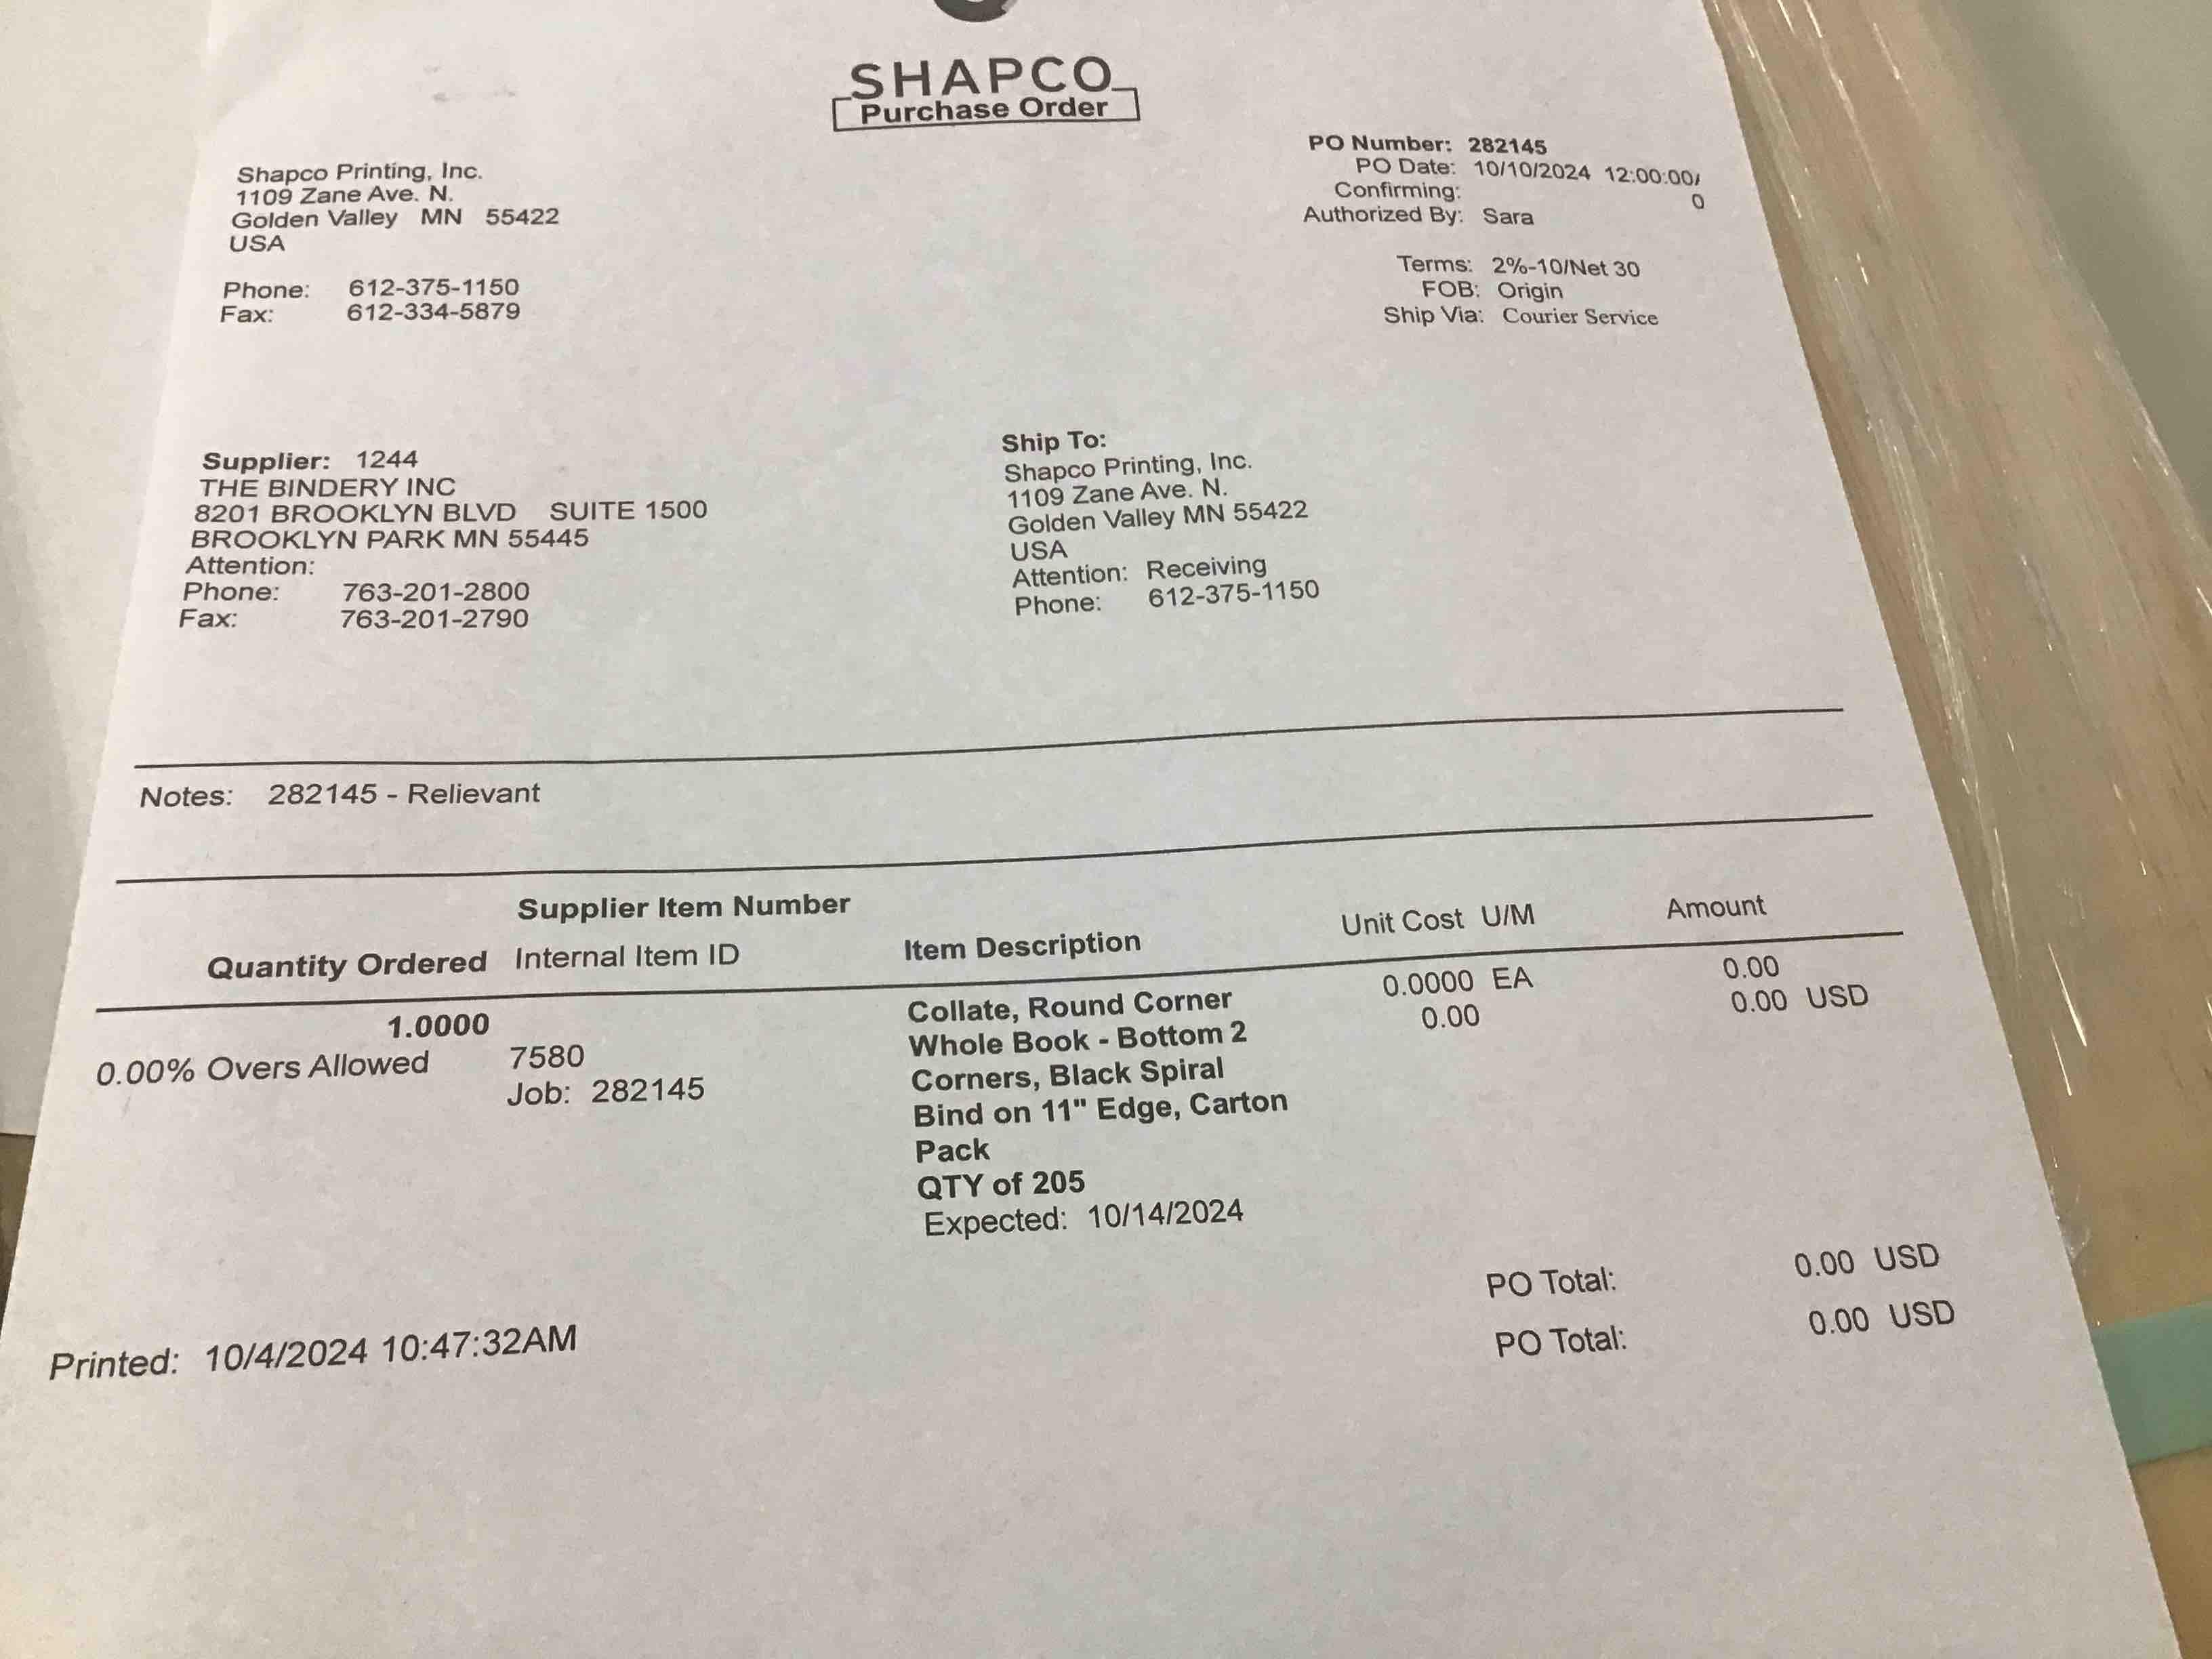 SHAPCO
Purchase Order
Shapco Printing, Inc.
1109 Zane Ave. N.
Golden Valley MN 55422
USA
Phone: 612-375-1150
Fax: 612-334-5879
PO Number: 282145
PO Date: 10/10/2024 12:00:00/
0
Confirming:
Authorized By: Sara
Terms: 2%-10/Net 30
FOB: Origin
Ship Via: Courier Service
Supplier: 1244
THE BINDERY INC
8201 BROOKLYN BLVD SUITE 1500
BROOKLYN PARK MN 55445
Attention:
Phone: 763-201-2800
Fax: 763-201-2790
Ship To:
Shapco Printing, Inc.
1109 Zane Ave. N.
Golden Valley MN 55422
USA
Attention: Receiving
Phone: 612-375-1150
Notes: 282145 - Relievant
Supplier Item Number
Quantity Ordered Internal Item ID Item Description Unit Cost U/M Amount
1.0000
0.00% Overs Allowed
7580
Job: 282145
Collate, Round Corner
Whole Book - Bottom 2
Corners, Black Spiral
Bind on 11" Edge, Carton
Pack
QTY of 205
Expected: 10/14/2024
0.0000 EA 0.00
0.00 0.00 USD
PO Total: 0.00 USD
PO Total: 0.00 USD
Printed: 10/4/2024 10:47:32AM